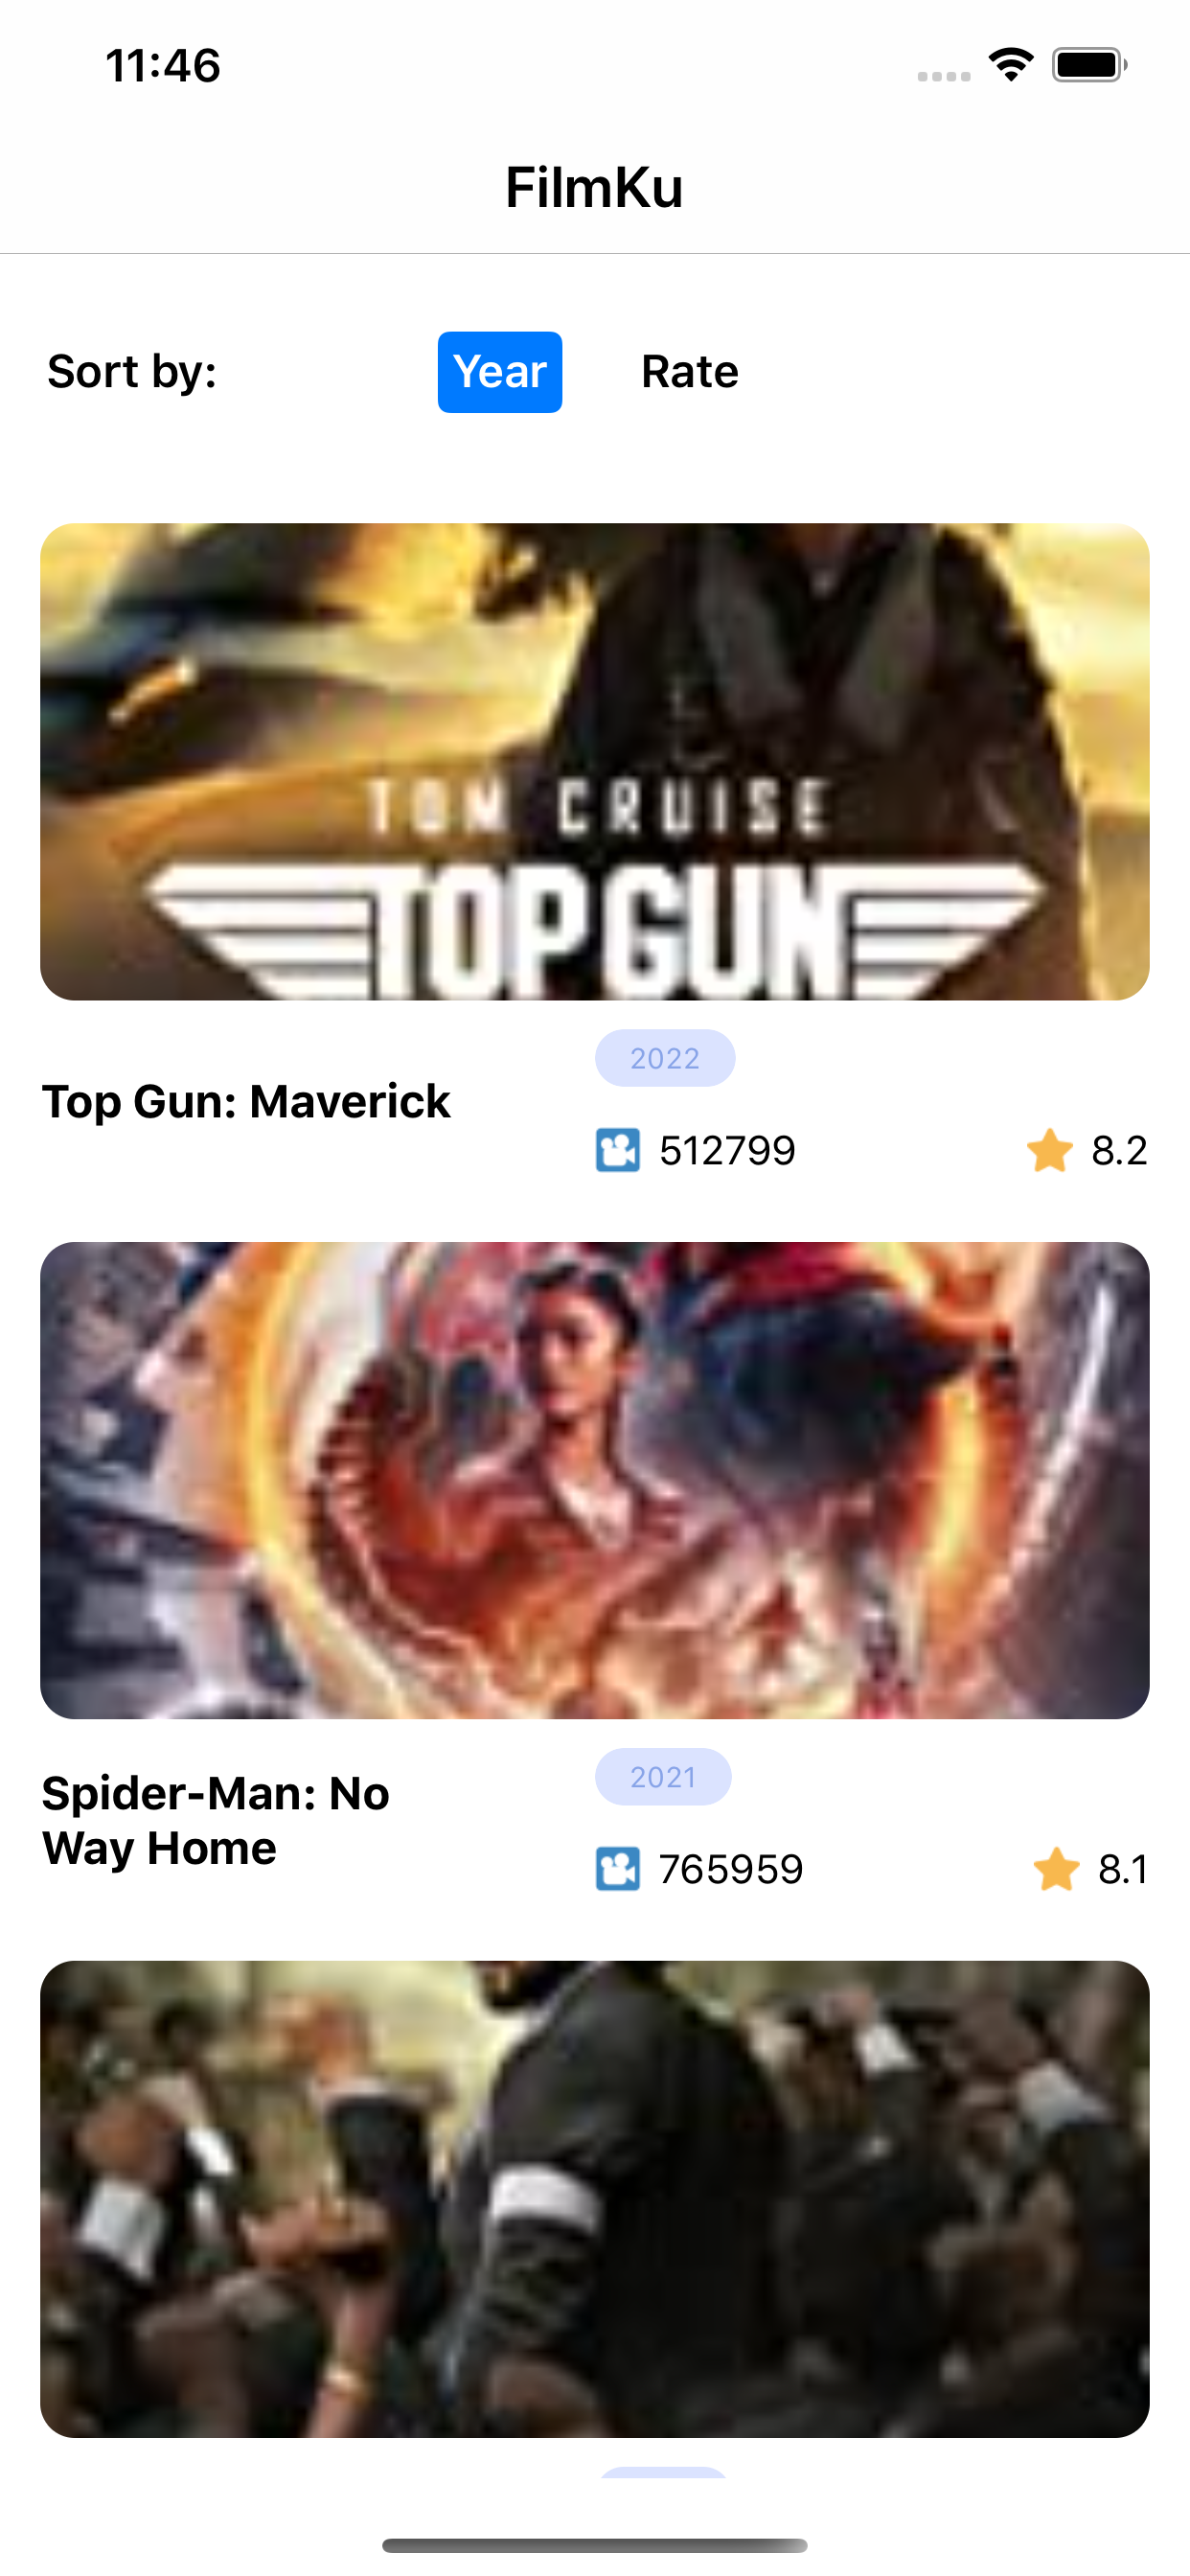 11:46
FilmKu
Sort by:
Year
Rate
TOM CRUISE
TOP GUN
Top Gun: Maverick
2022
512799
8.2
Spider-Man: No
Way Home
2021
765959
8.1